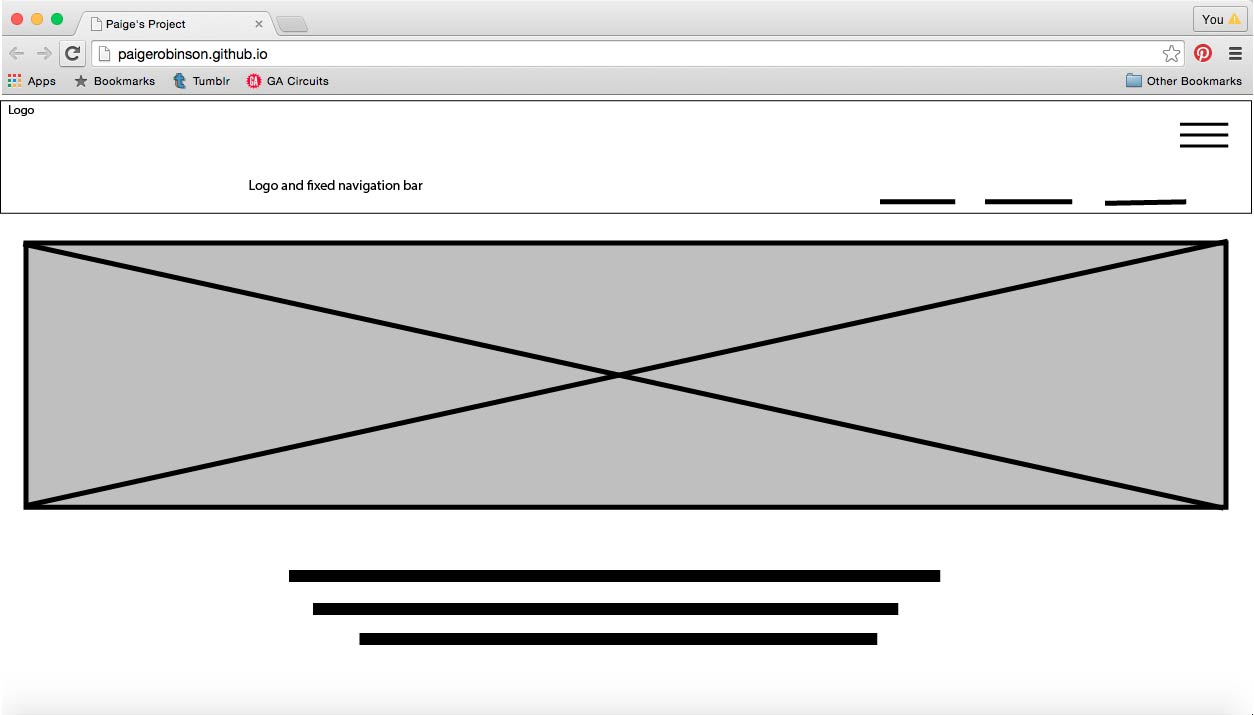 Paige's Project
You
paigerobinson.github.io
Apps
Bookmarks
Tumblr
GA
GA Circuits
Other Bookmarks
Logo
Logo and fixed navigation bar